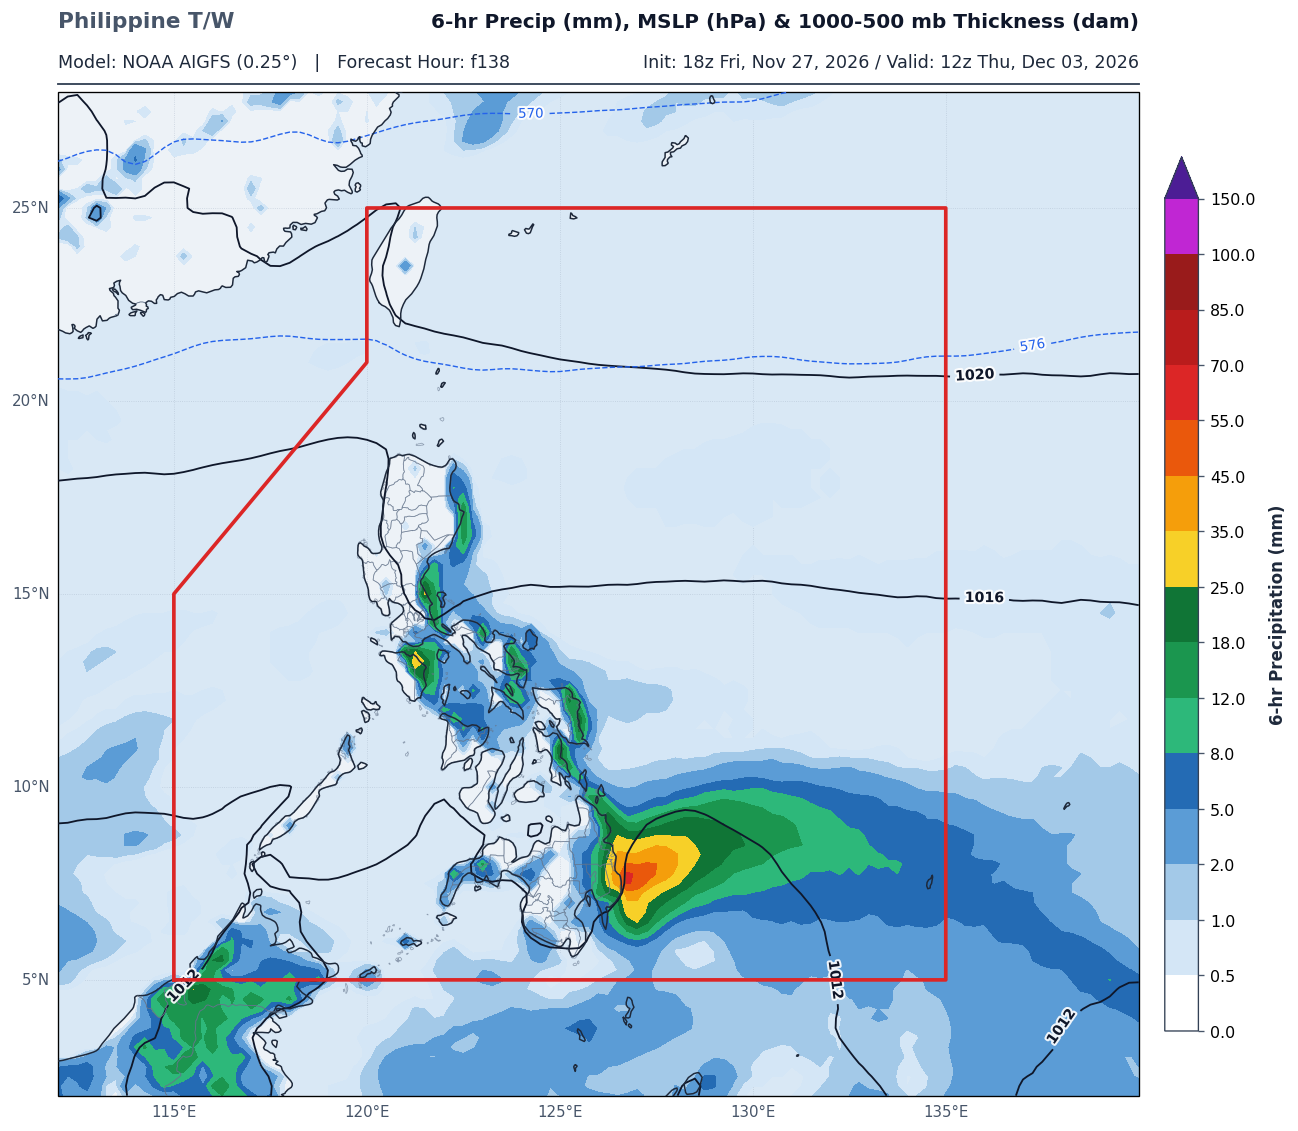 Philippine T/W
6-hr Precip (mm), MSLP (hPa) & 1000-500 mb Thickness (dam)
Model: NOAA AIGFS (0.25°) | Forecast Hour: f138
Init: 18z Fri, Nov 27, 2026 / Valid: 12z Thu, Dec 03, 2026
570
576
1020
1016
1012
1012
1012
25°N
20°N
15°N
10°N
5°N
115°E
120°E
125°E
130°E
135°E
150.0
100.0
85.0
70.0
55.0
45.0
35.0
25.0
18.0
12.0
8.0
5.0
2.0
1.0
0.5
0.0
6-hr Precipitation (mm)